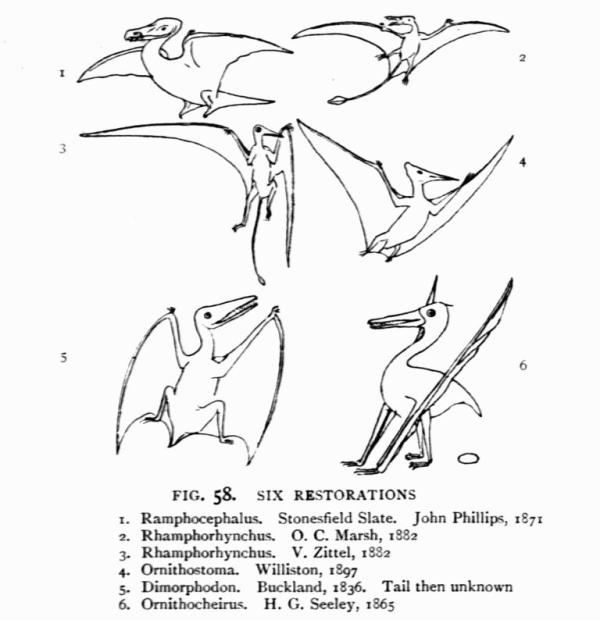 1
2
3
4
5
6
FIG. 58. SIX RESTORATIONS
1. Ramphocephalus. Stonesfield Slate. John Phillips, 1871
2. Rhamphorhynchus. O. C. Marsh, 1882
3. Rhamphorhynchus. V. Zittel, 1882
4. Ornithostoma. Williston, 1897
5. Dimorphodon. Buckland, 1836. Tail then unknown
6. Ornithocheirus. H. G. Seeley, 1865